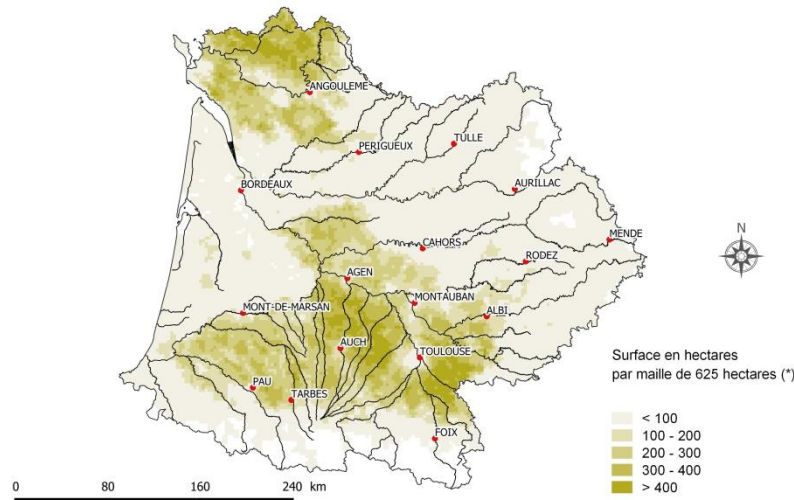 ANGOULEME
PERIGUEUX
TULLE
BORDEAUX
AURILLAC
MENDE
CAHORS
RODEZ
AGEN
MONTAUBAN
MONT-DE-MARSAN
ALBI
AUCH
TOULOUSE
PAU
TARBES
FOIX
N
Surface en hectares
par maille de 625 hectares (*)
< 100
100 - 200
200 - 300
300 - 400
> 400
0 80 160 240 km